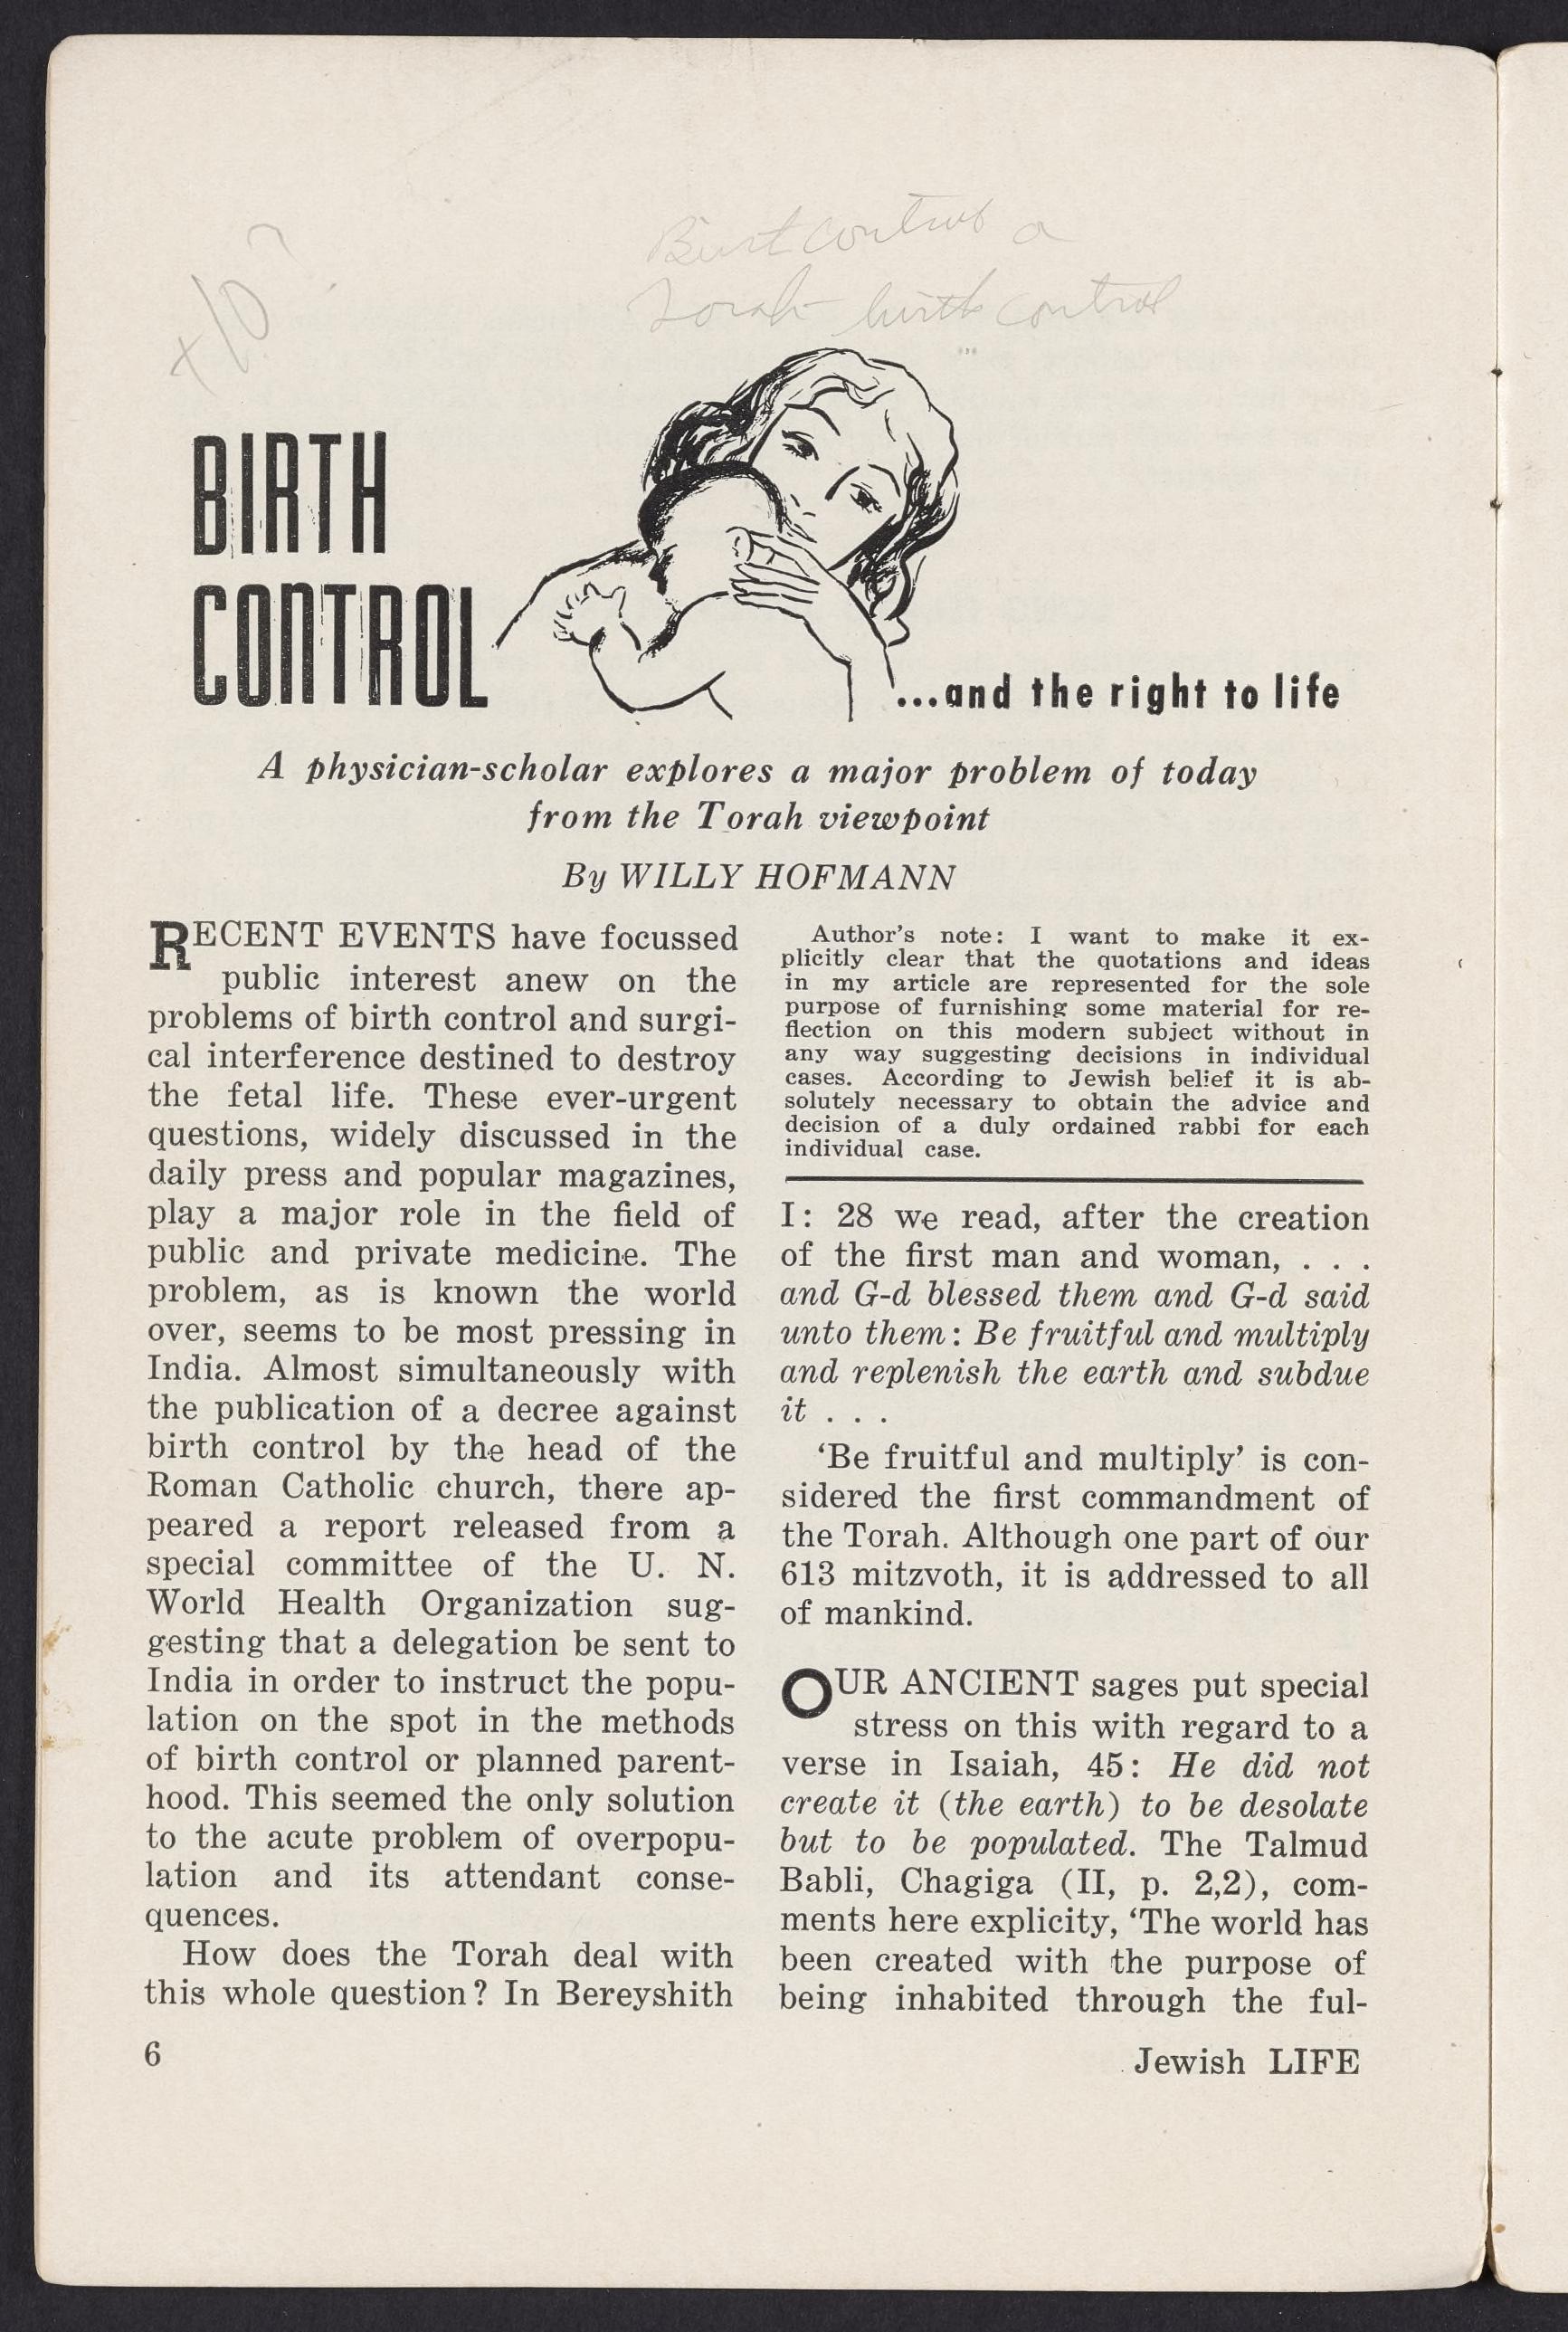 Birt control a
Torah birth control
+10?
BIRTH
CONTROL
...and the right to life
A physician-scholar explores a major problem of today
from the Torah viewpoint
By WILLY HOFMANN
RECENT EVENTS have focussed
public interest anew on the
problems of birth control and surgi-
cal interference destined to destroy
the fetal life. These ever-urgent
questions, widely discussed in the
daily press and popular magazines,
play a major role in the field of
public and private medicine. The
problem, as is known the world
over, seems to be most pressing in
India. Almost simultaneously with
the publication of a decree against
birth control by the head of the
Roman Catholic church, there ap-
peared a report released from a
special committee of the U. N.
World Health Organization sug-
gesting that a delegation be sent to
India in order to instruct the popu-
lation on the spot in the methods
of birth control or planned parent-
hood. This seemed the only solution
to the acute problem of overpopu-
lation and its attendant conse-
quences.
How does the Torah deal with
this whole question? In Bereyshith
Author's note: I want to make it ex-
plicitly clear that the quotations and ideas
in my article are represented for the sole
purpose of furnishing some material for re-
flection on this modern subject without in
any way suggesting decisions in individual
cases. According to Jewish belief it is ab-
solutely necessary to obtain the advice and
decision of a duly ordained rabbi for each
individual case.
I: 28 we read, after the creation
of the first man and woman, . . .
and G-d blessed them and G-d said
unto them: Be fruitful and multiply
and replenish the earth and subdue
it . . .
‘Be fruitful and multiply’ is con-
sidered the first commandment of
the Torah. Although one part of our
613 mitzvoth, it is addressed to all
of mankind.
OUR ANCIENT sages put special
stress on this with regard to a
verse in Isaiah, 45: He did not
create it (the earth) to be desolate
but to be populated. The Talmud
Babli, Chagiga (II, p. 2,2), com-
ments here explicity, ‘The world has
been created with the purpose of
being inhabited through the ful-
6
Jewish LIFE